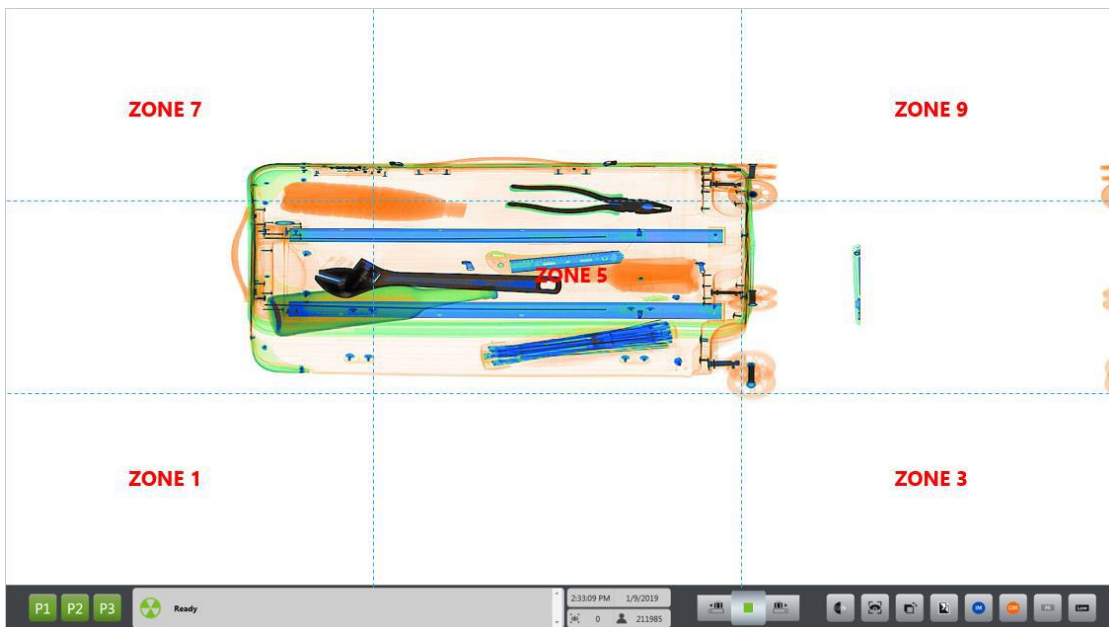 ZONE 7
ZONE 9
ZONE 5
ZONE 1
ZONE 3
P1 P2 P3
Ready
2:33:09 PM 1/9/2019
0 211985